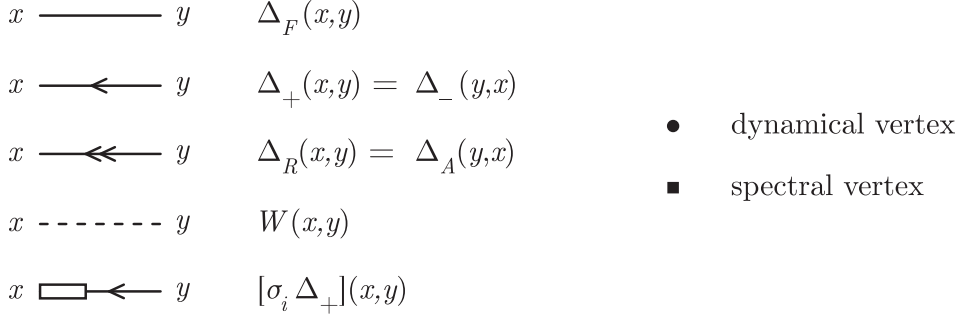 x y Δ_F(x,y)
x y Δ_+(x,y) = Δ_−(y,x)
x y Δ_R(x,y) = Δ_A(y,x)
x y W(x,y)
x y [σ_i Δ_+](x,y)
dynamical vertex
spectral vertex